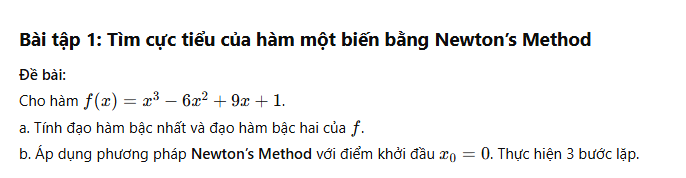 Bài tập 1: Tìm cực tiểu của hàm một biến bằng Newton’s Method
Đề bài:
Cho hàm f(x) = x³ − 6x² + 9x + 1.
a. Tính đạo hàm bậc nhất và đạo hàm bậc hai của f.
b. Áp dụng phương pháp Newton’s Method với điểm khởi đầu x₀ = 0. Thực hiện 3 bước lặp.